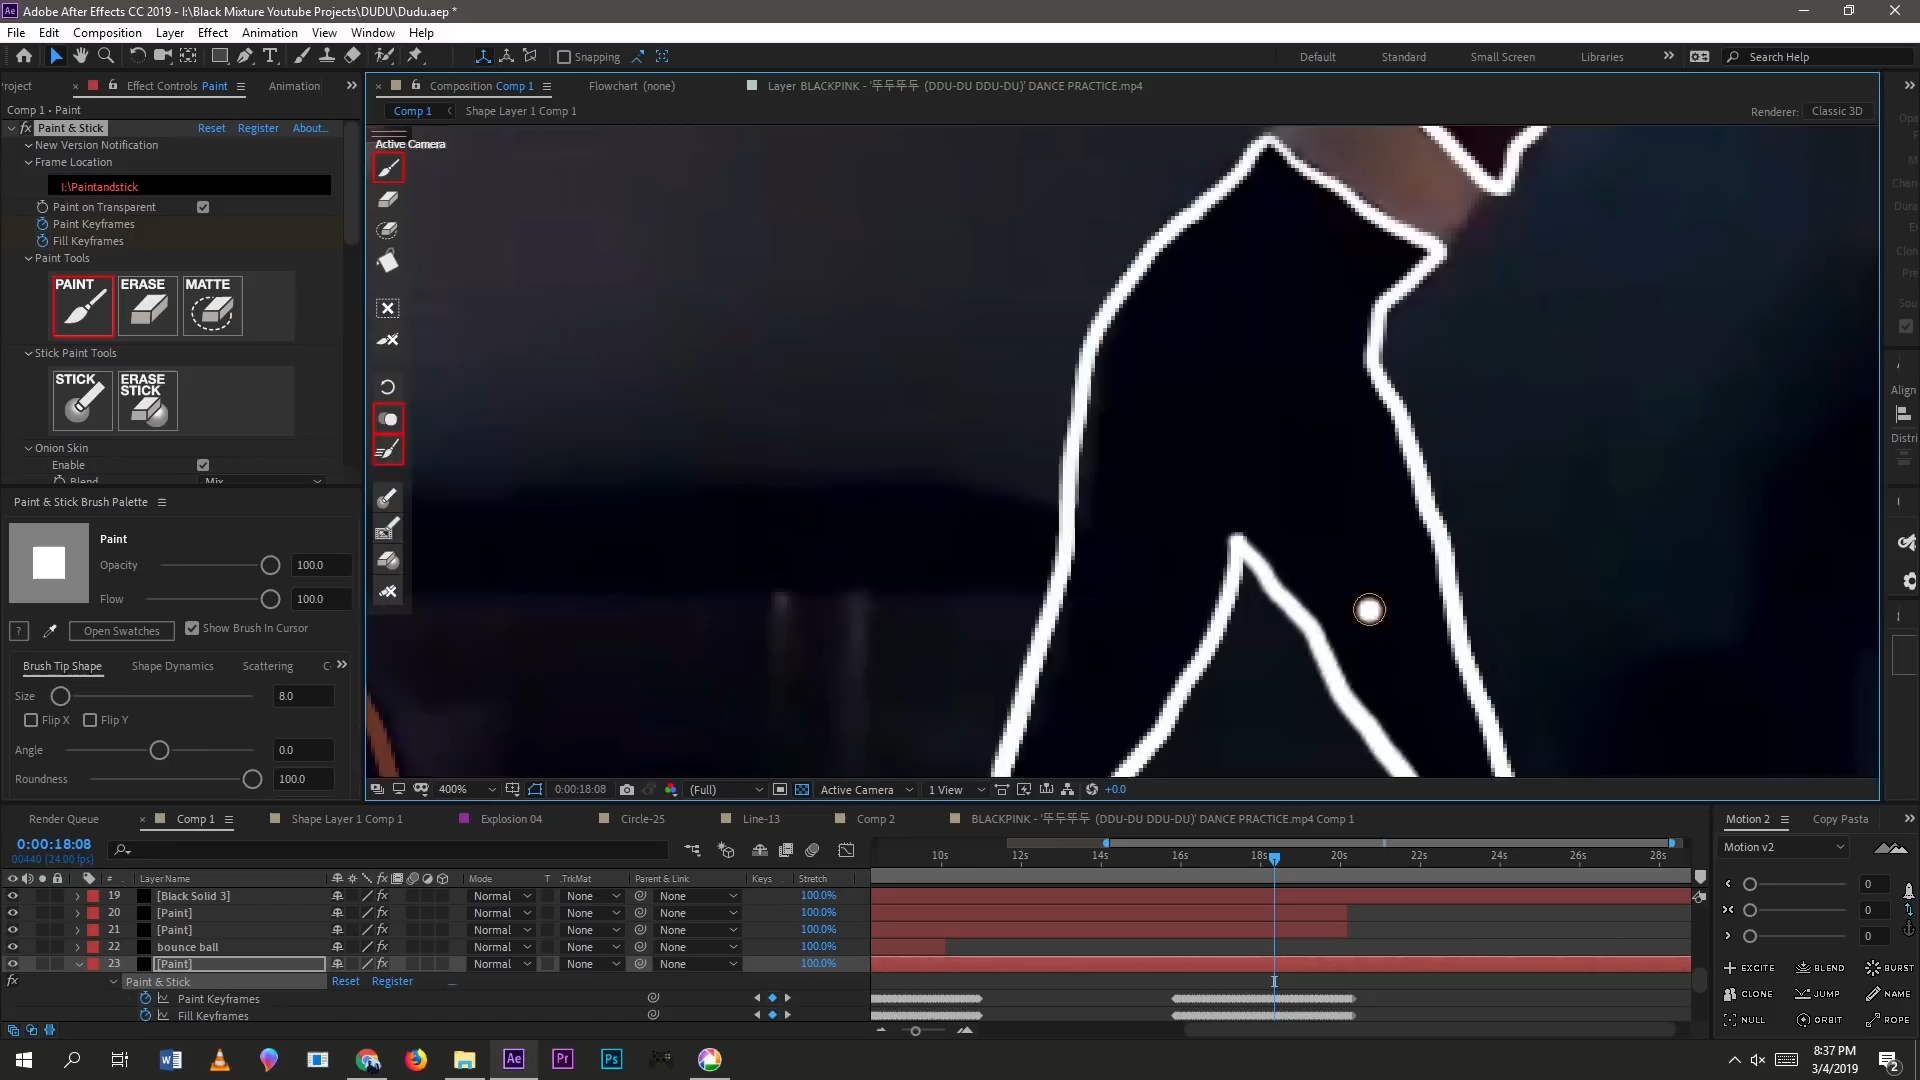 Adobe After Effects CC 2019 - I:\Black Mixture Youtube Projects\DUDU\Dudu.aep *
File Edit Composition Layer Effect Animation View Window Help
Snapping
Default Standard Small Screen Libraries » Search Help
roject × Effect Controls Paint Animation »
Comp 1 • Paint
fx Paint & Stick Reset Register About...
New Version Notification
Frame Location
I:\Paintandstick
Paint on Transparent
Paint Keyframes
Fill Keyframes
Paint Tools
PAINT ERASE MATTE
Stick Paint Tools
STICK ERASE STICK
Onion Skin
Enable
Blend Mix
× Composition Comp 1 Flowchart (none) Layer BLACKPINK - '뚜두뚜두 (DDU-DU DDU-DU)' DANCE PRACTICE.mp4
Comp 1 Shape Layer 1 Comp 1 Renderer: Classic 3D
Active Camera
Paint & Stick Brush Palette
Paint
Opacity 100.0
Flow 100.0
? Open Swatches Show Brush In Cursor
Brush Tip Shape Shape Dynamics Scattering C »
Size 8.0
Flip X Flip Y
Angle 0.0
Roundness 100.0
400% 0:00:18:08 (Full) Active Camera 1 View +0.0
Align
Distri
Render Queue × Comp 1 Shape Layer 1 Comp 1 Explosion 04 Circle-25 Line-13 Comp 2 BLACKPINK - '뚜두뚜두 (DDU-DU DDU-DU)' DANCE PRACTICE.mp4 Comp 1
0:00:18:08
00440 (24.00 fps)
10s 12s 14s 16s 18s 20s 22s 24s 26s 28s
# Layer Name Mode T .TrkMat Parent & Link Keys Stretch
19 [Black Solid 3] Normal None None 100.0%
20 [Paint] Normal None None 100.0%
21 [Paint] Normal None None 100.0%
22 bounce ball Normal None None 100.0%
23 [Paint] Normal None None 100.0%
fx Paint & Stick Reset Register
Paint Keyframes
Fill Keyframes
Motion 2 Copy Pasta »
Motion v2
0
0
0
EXCITE BLEND BURST
CLONE JUMP NAME
NULL ORBIT ROPE
Ae Pr Ps
8:37 PM
3/4/2019
2